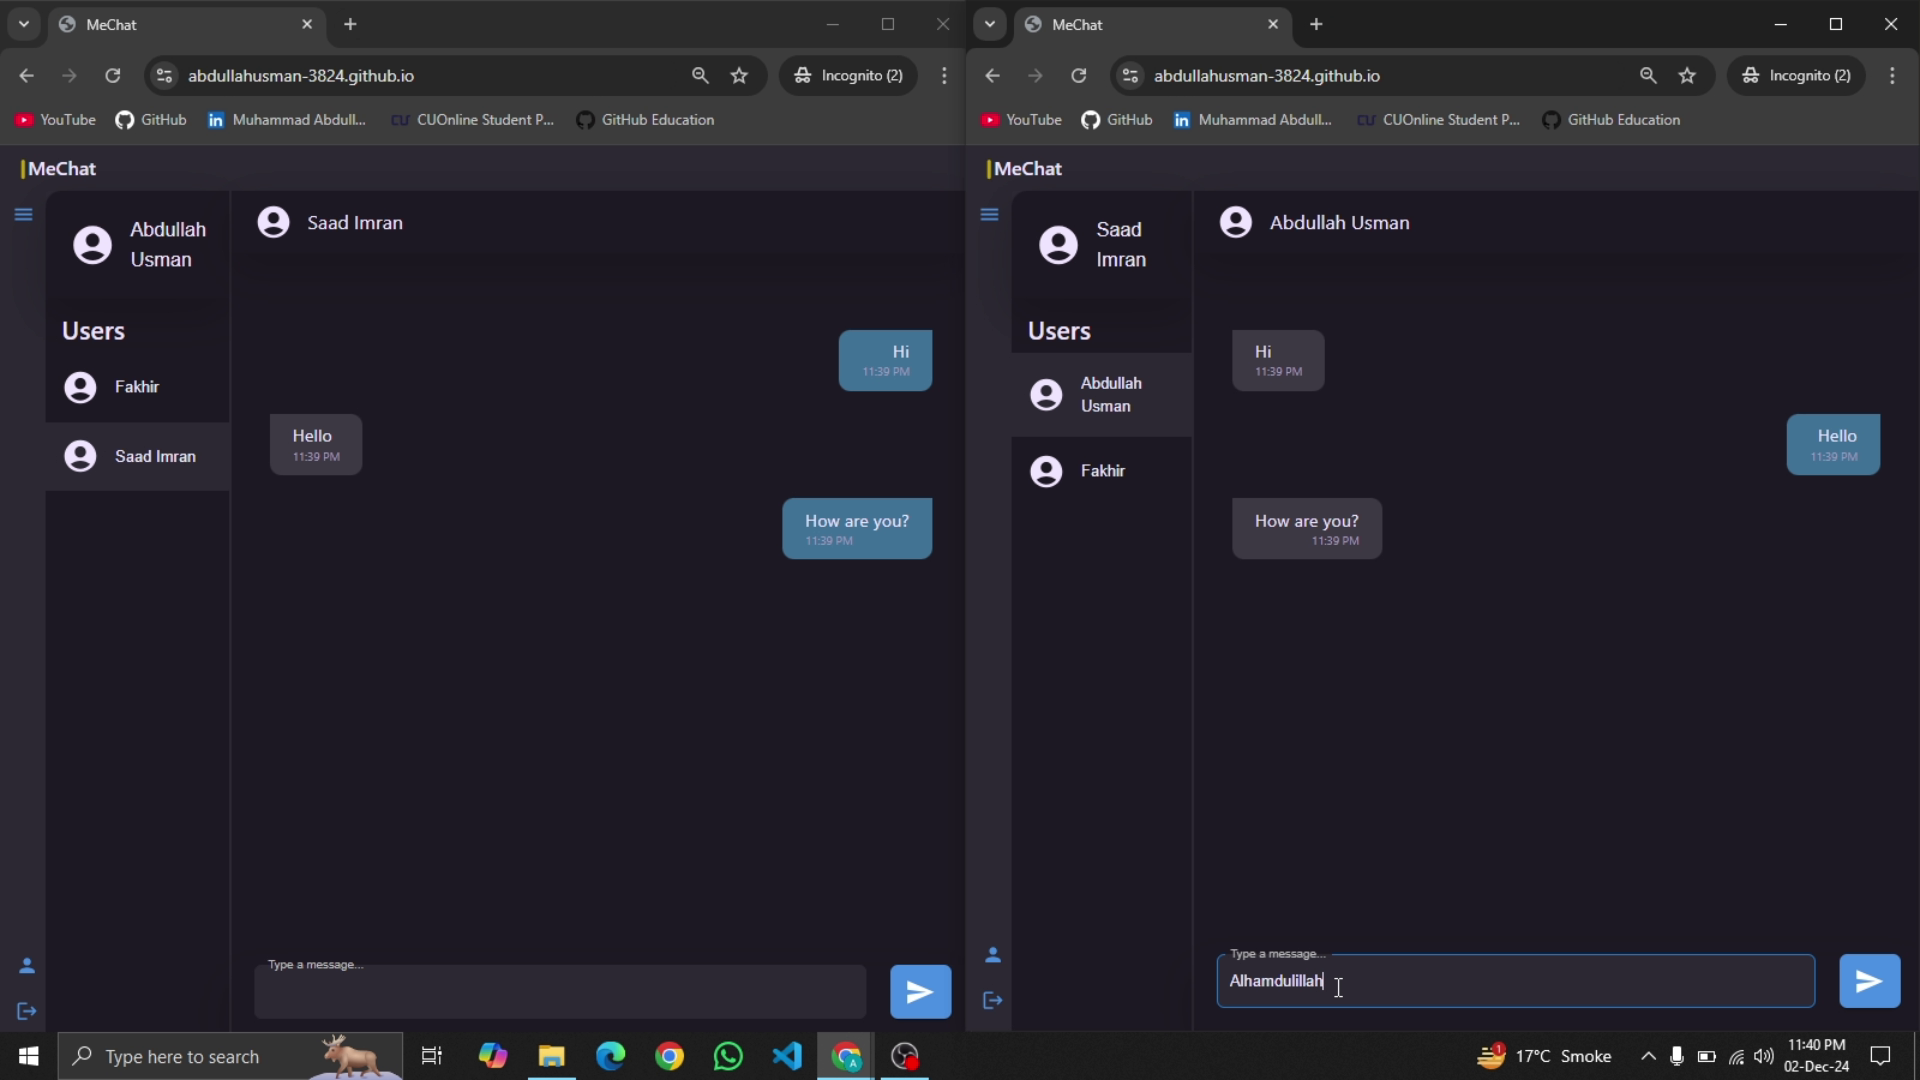 MeChat
abdullahusman-3824.github.io
Incognito (2)
YouTube
GitHub
Muhammad Abdull...
CUOnline Student P...
GitHub Education
MeChat
Abdullah
Usman
Users
Fakhir
Saad Imran
Saad Imran
Hi
11:39 PM
Hello
11:39 PM
How are you?
11:39 PM
Type a message...
MeChat
abdullahusman-3824.github.io
Incognito (2)
YouTube
GitHub
Muhammad Abdull...
CUOnline Student P...
GitHub Education
MeChat
Saad
Imran
Users
Abdullah
Usman
Fakhir
Abdullah Usman
Hi
11:39 PM
Hello
11:39 PM
How are you?
11:39 PM
Type a message...
Alhamdulillah
Type here to search
1
17°C Smoke
11:40 PM
02-Dec-24